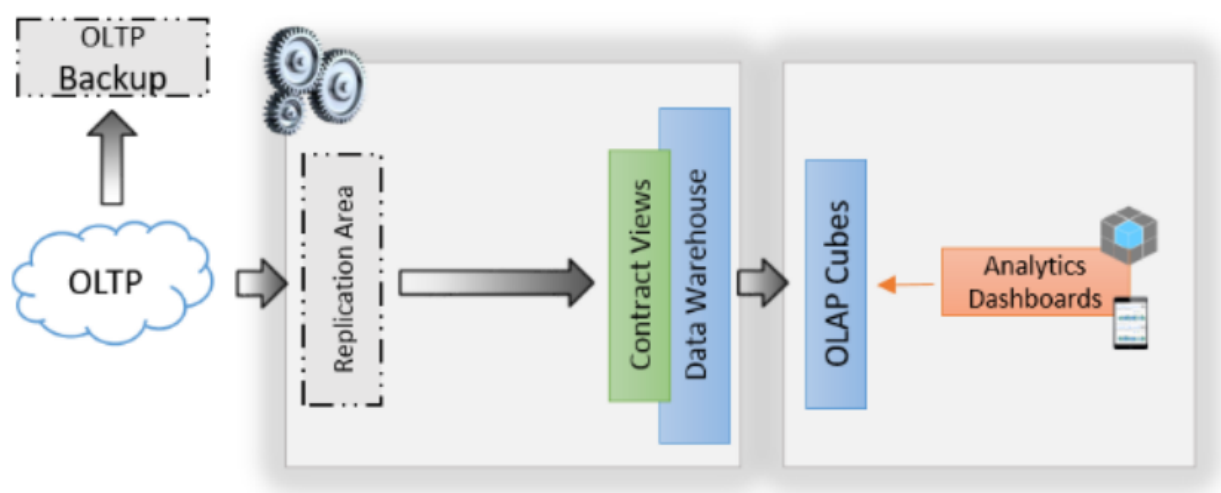 OLTP
Backup
OLTP
Replication Area
Contract Views
Data Warehouse
OLAP Cubes
Analytics
Dashboards